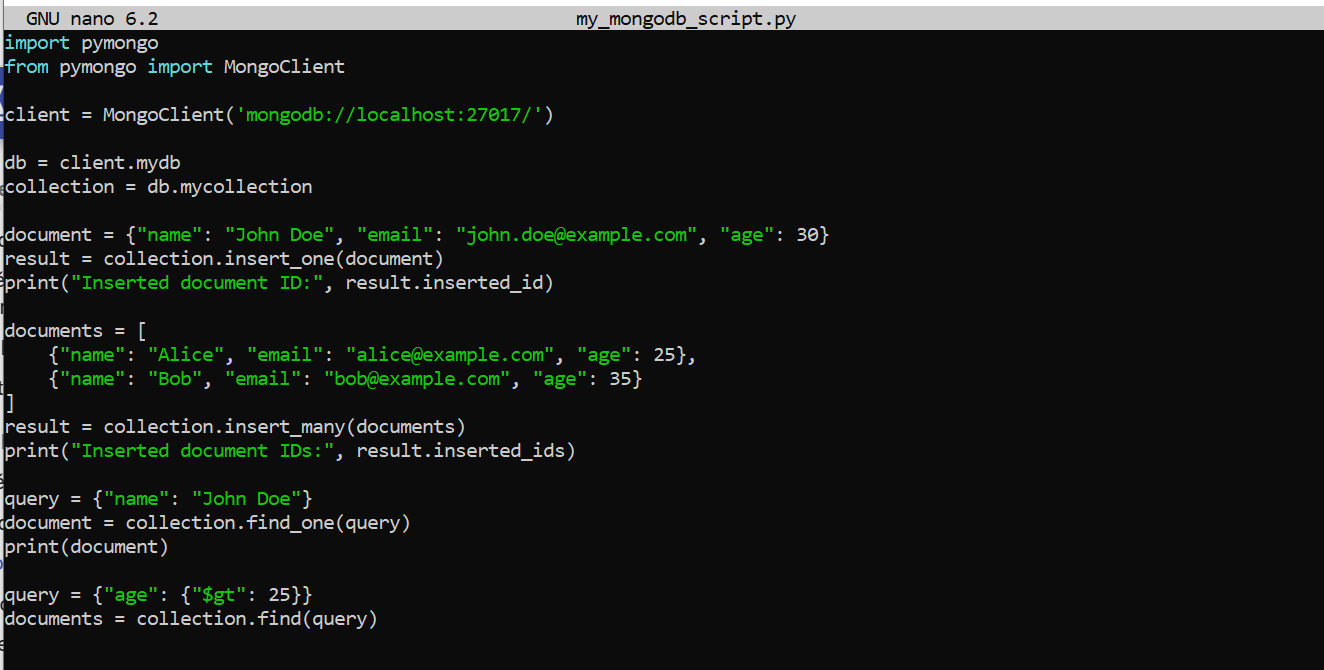 GNU nano 6.2 my_mongodb_script.py
import pymongo
from pymongo import MongoClient
client = MongoClient('mongodb://localhost:27017/')
db = client.mydb
collection = db.mycollection
document = {"name": "John Doe", "email": "john.doe@example.com", "age": 30}
result = collection.insert_one(document)
print("Inserted document ID:", result.inserted_id)
documents = [
    {"name": "Alice", "email": "alice@example.com", "age": 25},
    {"name": "Bob", "email": "bob@example.com", "age": 35}
]
result = collection.insert_many(documents)
print("Inserted document IDs:", result.inserted_ids)
query = {"name": "John Doe"}
document = collection.find_one(query)
print(document)
query = {"age": {"$gt": 25}}
documents = collection.find(query)